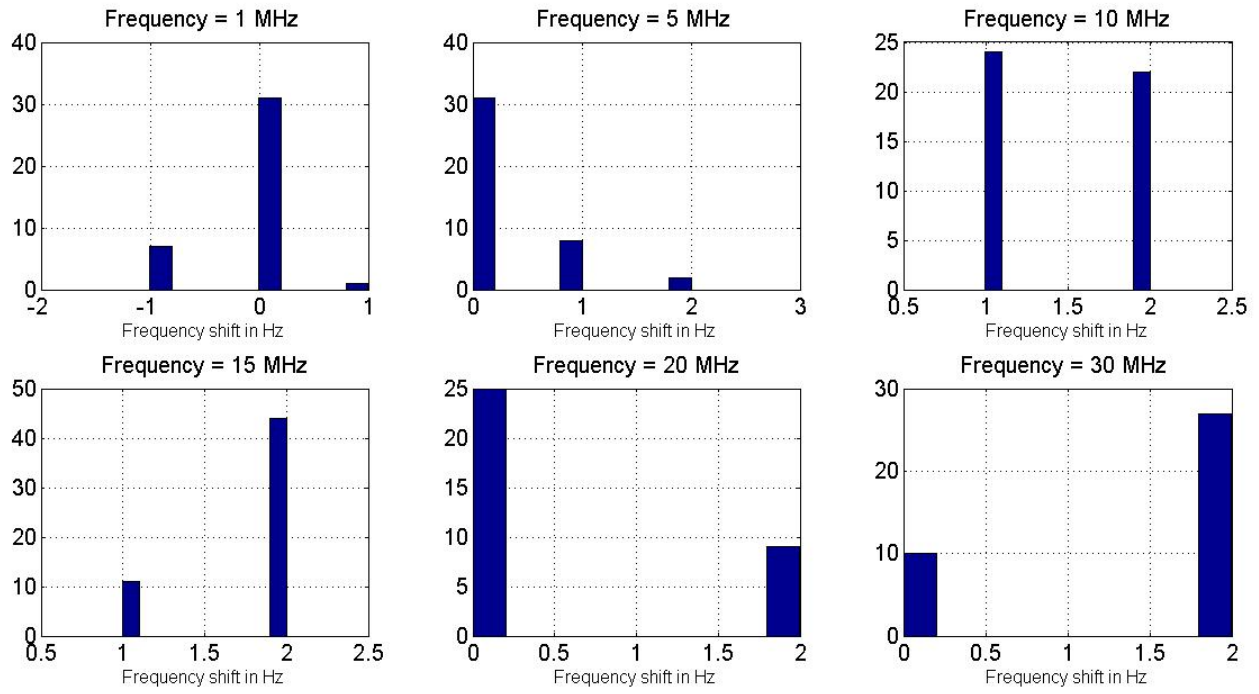 Frequency = 1 MHz
40
30
20
10
0
-2 -1 0 1
Frequency shift in Hz
Frequency = 5 MHz
40
30
20
10
0
0 1 2 3
Frequency shift in Hz
Frequency = 10 MHz
25
20
15
10
5
0
0.5 1 1.5 2 2.5
Frequency shift in Hz
Frequency = 15 MHz
50
40
30
20
10
0
0.5 1 1.5 2 2.5
Frequency shift in Hz
Frequency = 20 MHz
25
20
15
10
5
0
0 0.5 1 1.5 2
Frequency shift in Hz
Frequency = 30 MHz
30
20
10
0
0 0.5 1 1.5 2
Frequency shift in Hz